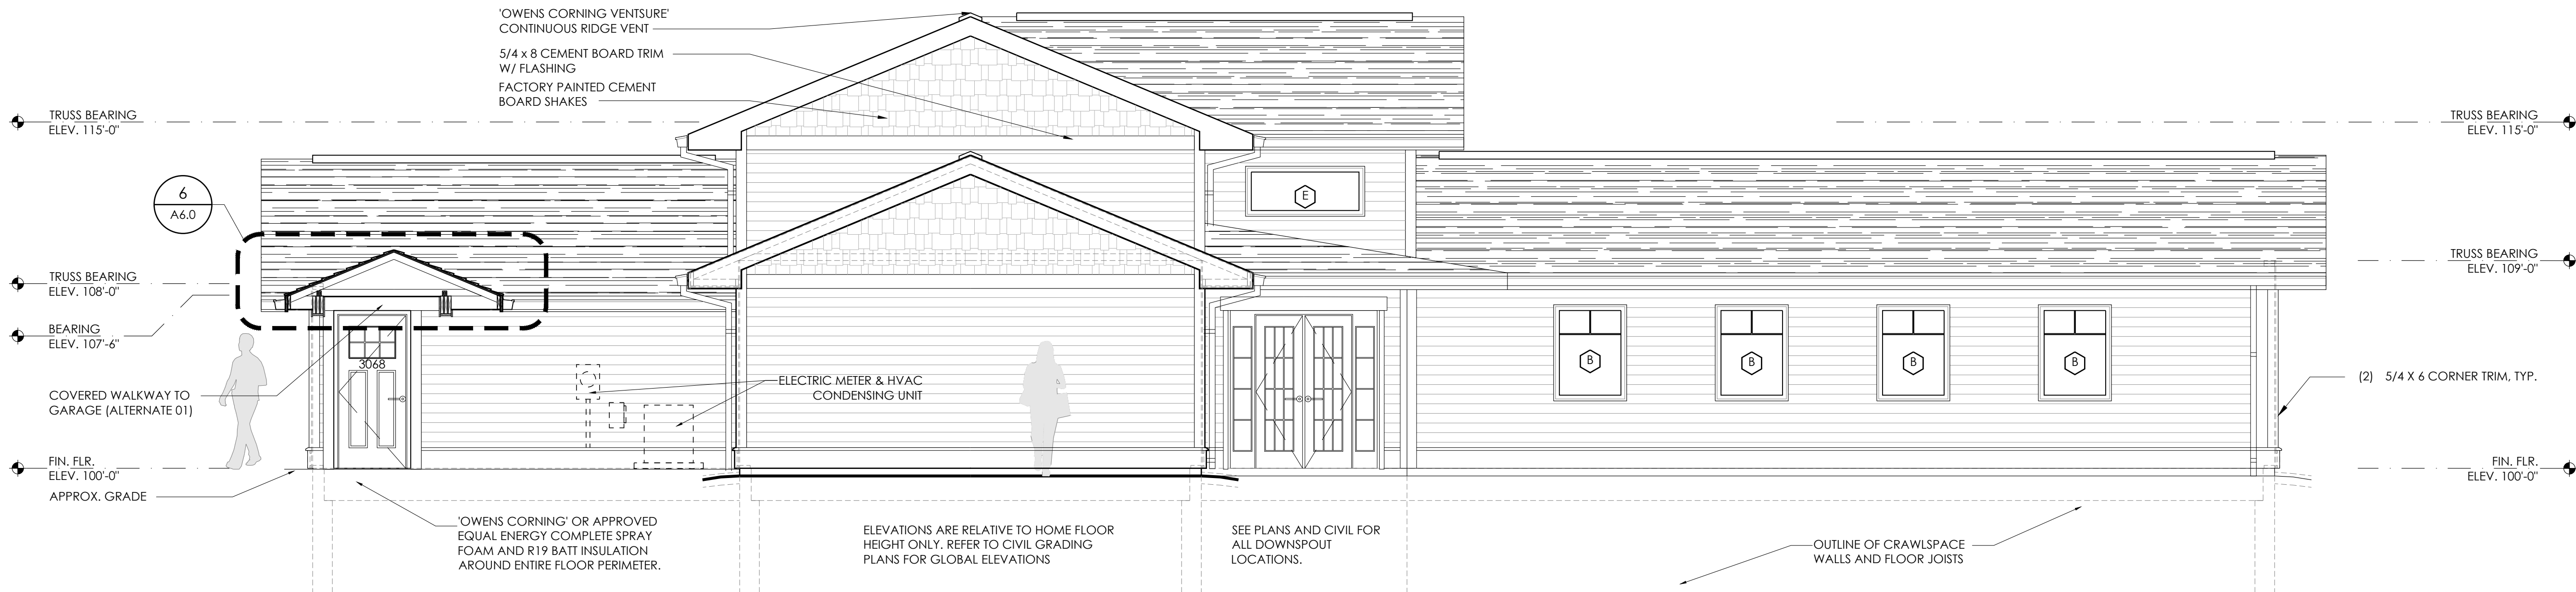 'OWENS CORNING VENTSURE'
CONTINUOUS RIDGE VENT
5/4 x 8 CEMENT BOARD TRIM
W/ FLASHING
FACTORY PAINTED CEMENT
BOARD SHAKES
TRUSS BEARING
ELEV. 115'-0"
TRUSS BEARING
ELEV. 115'-0"
6
A6.0
E
TRUSS BEARING
ELEV. 108'-0"
TRUSS BEARING
ELEV. 109'-0"
BEARING
ELEV. 107'-6"
3068
B
B
B
B
COVERED WALKWAY TO
GARAGE (ALTERNATE 01)
ELECTRIC METER & HVAC
CONDENSING UNIT
(2) 5/4 X 6 CORNER TRIM, TYP.
FIN. FLR.
ELEV. 100'-0"
FIN. FLR.
ELEV. 100'-0"
APPROX. GRADE
'OWENS CORNING' OR APPROVED
EQUAL ENERGY COMPLETE SPRAY
FOAM AND R19 BATT INSULATION
AROUND ENTIRE FLOOR PERIMETER.
ELEVATIONS ARE RELATIVE TO HOME FLOOR
HEIGHT ONLY. REFER TO CIVIL GRADING
PLANS FOR GLOBAL ELEVATIONS
SEE PLANS AND CIVIL FOR
ALL DOWNSPOUT
LOCATIONS.
OUTLINE OF CRAWLSPACE
WALLS AND FLOOR JOISTS